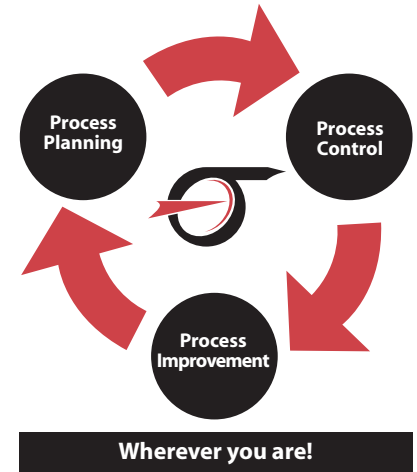 Process
Planning
Process
Control
Process
Improvement
Wherever you are!